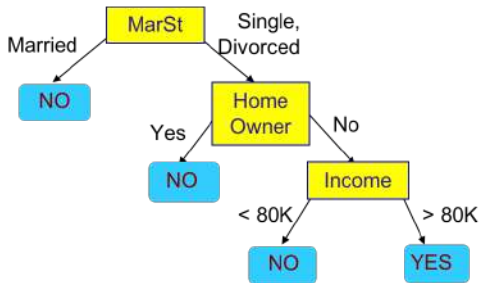 MarSt
Married
Single,
Divorced
NO
Home
Owner
Yes
No
NO
Income
< 80K
> 80K
NO
YES